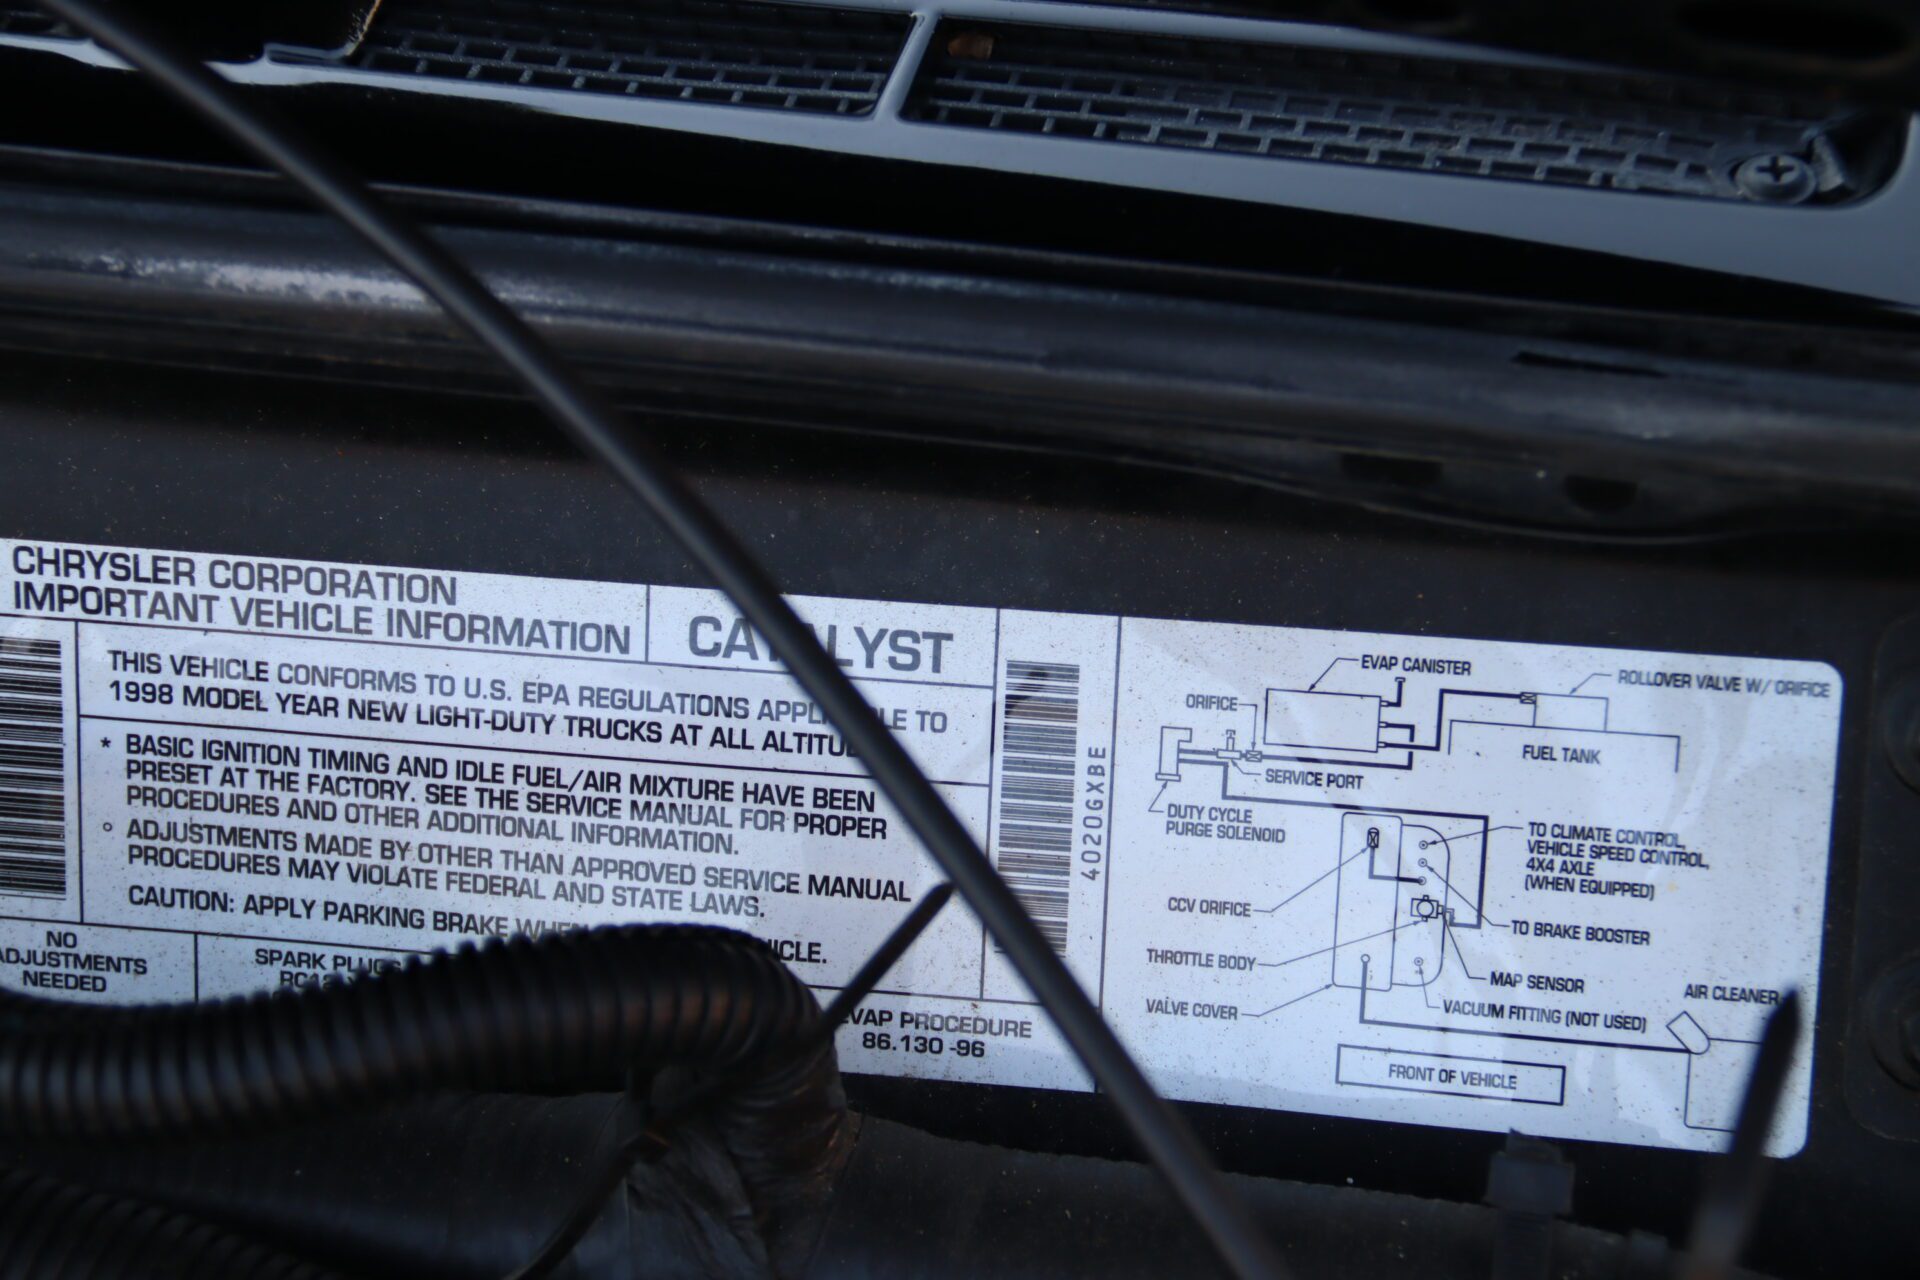 CHRYSLER CORPORATION
IMPORTANT VEHICLE INFORMATION
CATALYST
THIS VEHICLE CONFORMS TO U.S. EPA REGULATIONS APPLICABLE TO
1998 MODEL YEAR NEW LIGHT-DUTY TRUCKS AT ALL
* BASIC IGNITION TIMING AND IDLE FUEL/AIR MIXTURE HAVE BEEN
PRESET AT THE FACTORY. SEE THE SERVICE MANUAL FOR PROPER
PROCEDURES AND OTHER ADDITIONAL INFORMATION.
° ADJUSTMENTS MADE BY OTHER THAN APPROVED SERVICE MANUAL
PROCEDURES MAY VIOLATE FEDERAL AND STATE LAWS.
CAUTION: APPLY PARKING BRAKE WHEN
NO
ADJUSTMENTS
NEEDED
SPARK PLUGS
EVAP PROCEDURE
86.130 -96
4020GXBE
EVAP CANISTER
ROLLOVER VALVE W/ ORIFICE
ORIFICE
FUEL TANK
SERVICE PORT
DUTY CYCLE
PURGE SOLENOID
TO CLIMATE CONTROL,
VEHICLE SPEED CONTROL,
4X4 AXLE
(WHEN EQUIPPED)
CCV ORIFICE
TO BRAKE BOOSTER
THROTTLE BODY
MAP SENSOR
AIR CLEANER
VALVE COVER
VACUUM FITTING (NOT USED)
FRONT OF VEHICLE